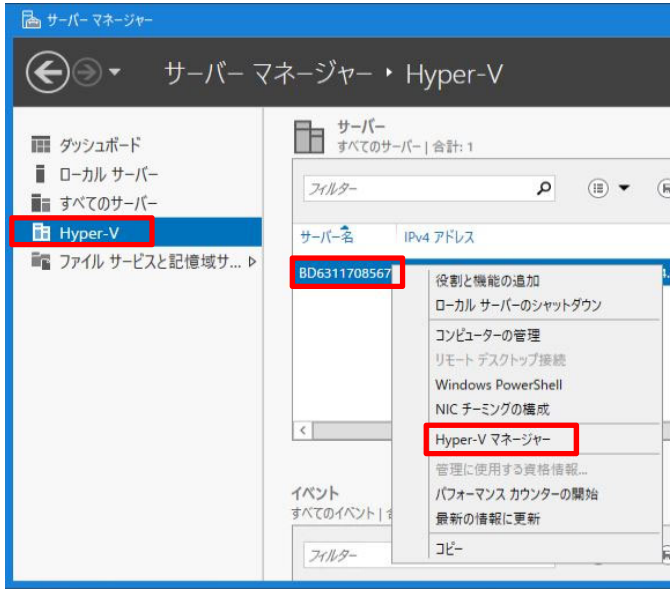 サーバー マネージャー
サーバー マネージャー ・ Hyper-V
ダッシュボード
ローカル サーバー
すべてのサーバー
Hyper-V
ファイル サービスと記憶域サ...
サーバー
すべてのサーバー | 合計: 1
フィルター
サーバー名 IPv4 アドレス
BD6311708567
役割と機能の追加
ローカル サーバーのシャットダウン
コンピューターの管理
リモート デスクトップ接続
Windows PowerShell
NIC チーミングの構成
Hyper-V マネージャー
管理に使用する資格情報...
パフォーマンス カウンターの開始
最新の情報に更新
コピー
イベント
すべてのイベント |
フィルター